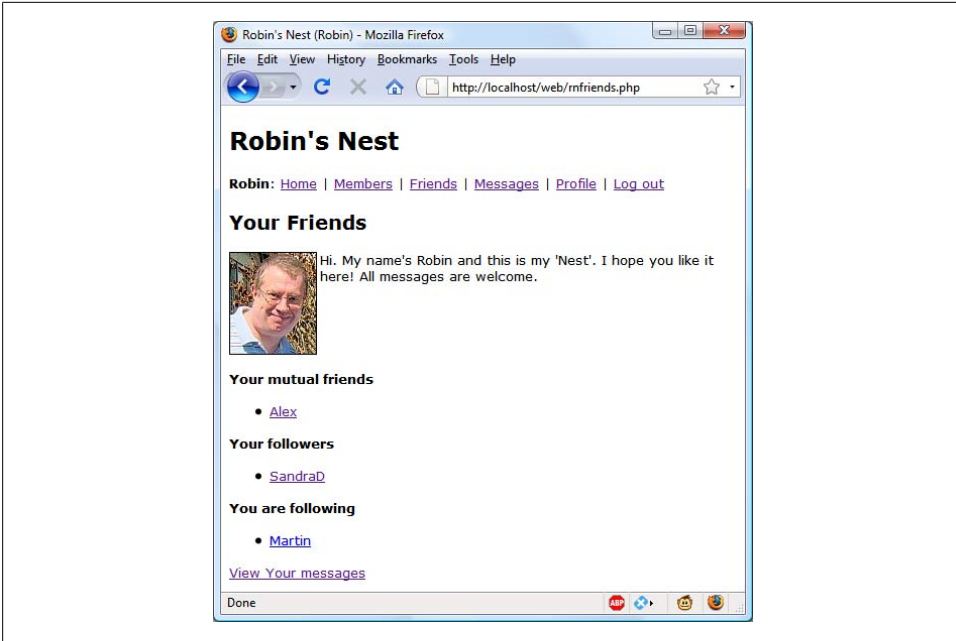 Robin's Nest (Robin) - Mozilla Firefox
File Edit View History Bookmarks Tools Help
http://localhost/web/rnfriends.php
Robin's Nest
Robin: Home | Members | Friends | Messages | Profile | Log out
Your Friends
Hi. My name's Robin and this is my 'Nest'. I hope you like it
here! All messages are welcome.
Your mutual friends
• Alex
Your followers
• SandraD
You are following
• Martin
View Your messages
Done
ABP